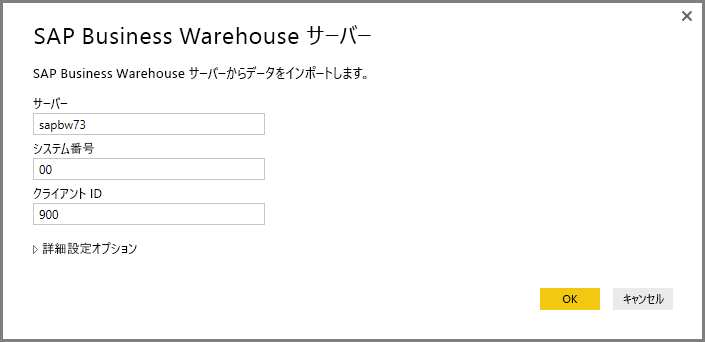 SAP Business Warehouse サーバー
SAP Business Warehouse サーバーからデータをインポートします。
サーバー
sapbw73
システム番号
00
クライアント ID
900
詳細設定オプション
OK
キャンセル